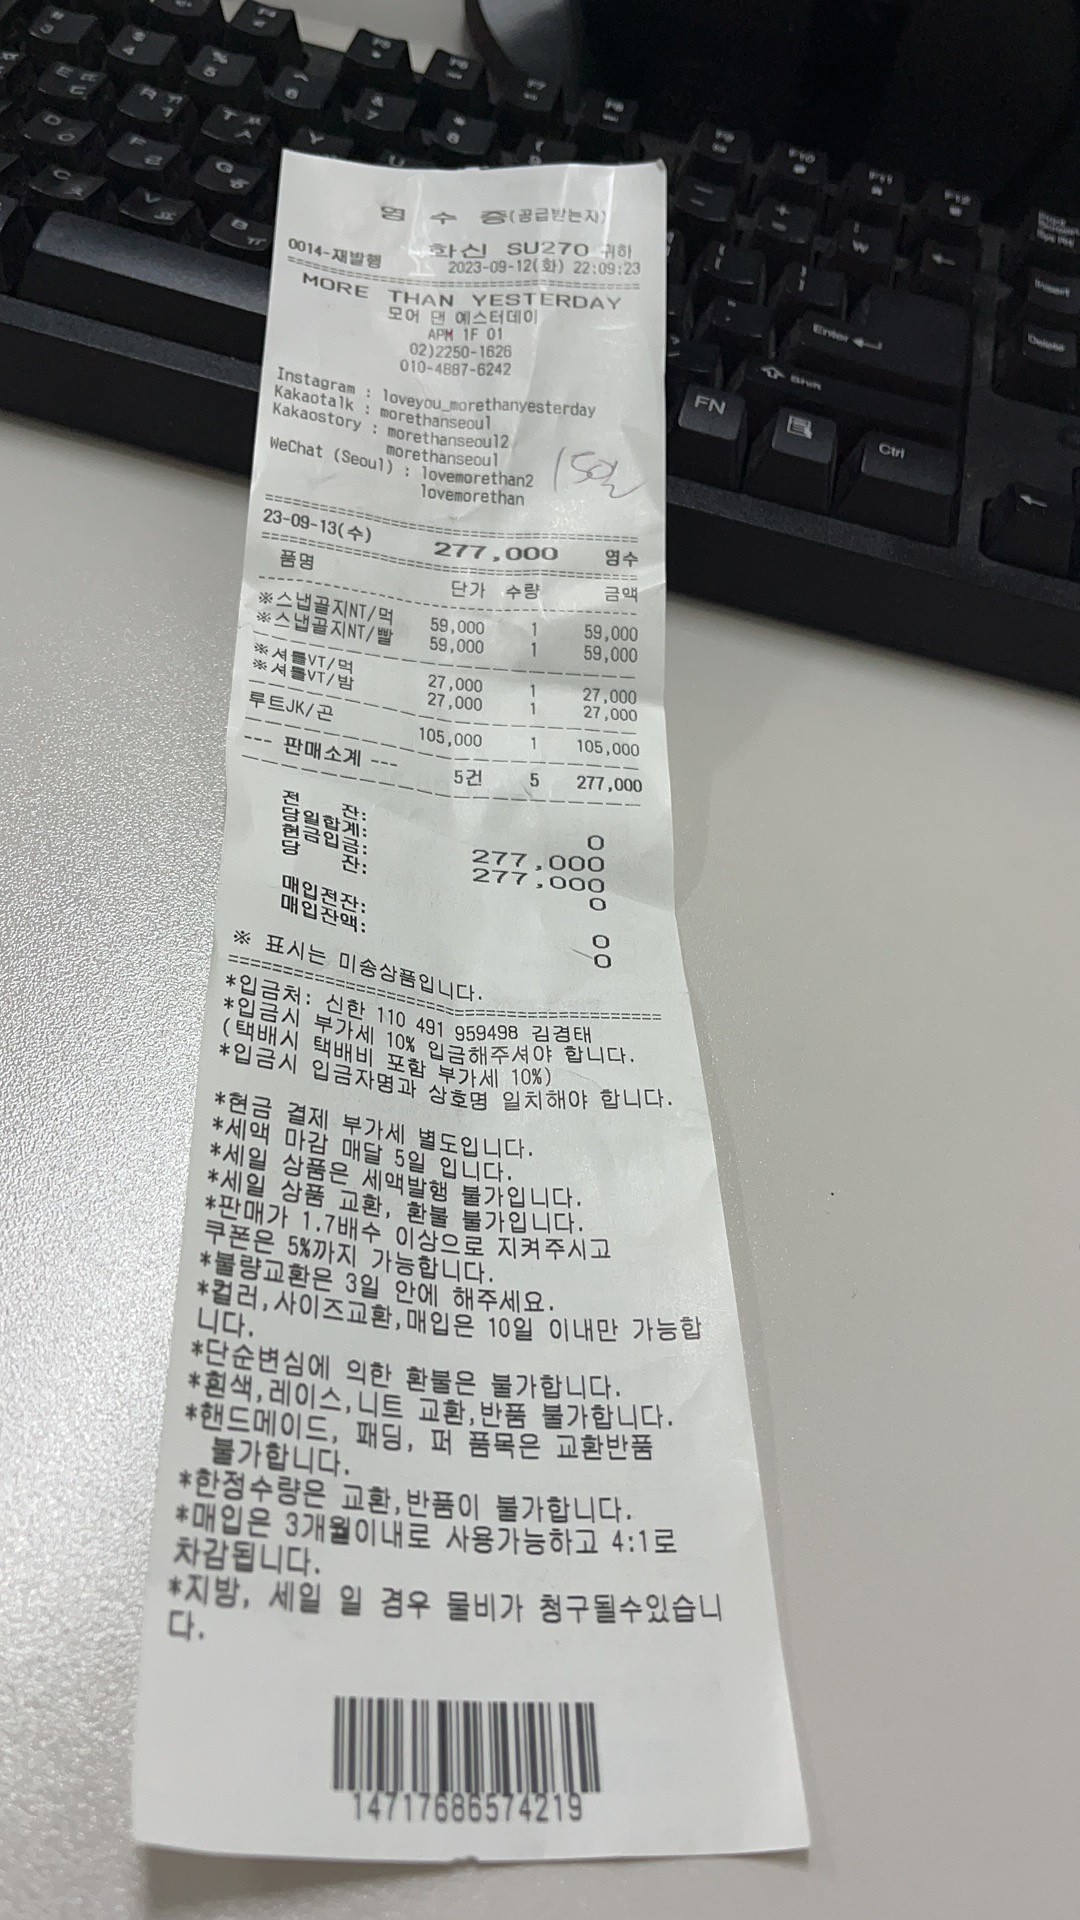 영 수 증(공급받는자)
화신 SU270 귀하
0014-재발행 2023-09-12(화) 22:09:23
MORE THAN YESTERDAY
모어 댄 예스터데이
APM 1F 01
02)2250-1626
010-4887-6242
Instagram : loveyou_morethanyesterday
Kakaotalk : morethanseoul
Kakaostory : morethanseoul2
morethanseoul
WeChat (Seoul) : lovemorethan2
lovemorethan
15일
23-09-13(수) 277,000 영수
품명 단가 수량 금액
※스냅골지NT/먹 59,000 1 59,000
※스냅골지NT/빨 59,000 1 59,000
※셔틀VT/먹 27,000 1 27,000
※셔틀VT/밤 27,000 1 27,000
루트JK/곤 105,000 1 105,000
--- 판매소계 --- 5건 5 277,000
전 잔: 0
당일합계: 277,000
현금입금: 277,000
당 잔: 0
매입전잔: 0
매입잔액: 0
※ 표시는 미송상품입니다.
*입금처: 신한 110 491 959498 김경태
*입금시 부가세 10% 입금해주셔야 합니다.
(택배시 택배비 포함 부가세 10%)
*입금시 입금자명과 상호명 일치해야 합니다.
*현금 결제 부가세 별도입니다.
*세액 마감 매달 5일 입니다.
*세일 상품은 세액발행 불가입니다.
*세일 상품 교환, 환불 불가입니다.
*판매가 1.7배수 이상으로 지켜주시고
쿠폰은 5%까지 가능합니다.
*불량교환은 3일 안에 해주세요.
*컬러,사이즈교환,매입은 10일 이내만 가능합
니다.
*단순변심에 의한 환불은 불가합니다.
*흰색,레이스,니트 교환,반품 불가합니다.
*핸드메이드, 패딩, 퍼 품목은 교환반품
불가합니다.
*한정수량은 교환,반품이 불가합니다.
*매입은 3개월이내로 사용가능하고 4:1로
차감됩니다.
*지방, 세일 일 경우 물비가 청구될수있습니
다.
14717686574219
Enter
Shift
FN
Ctrl
Insert
Delete